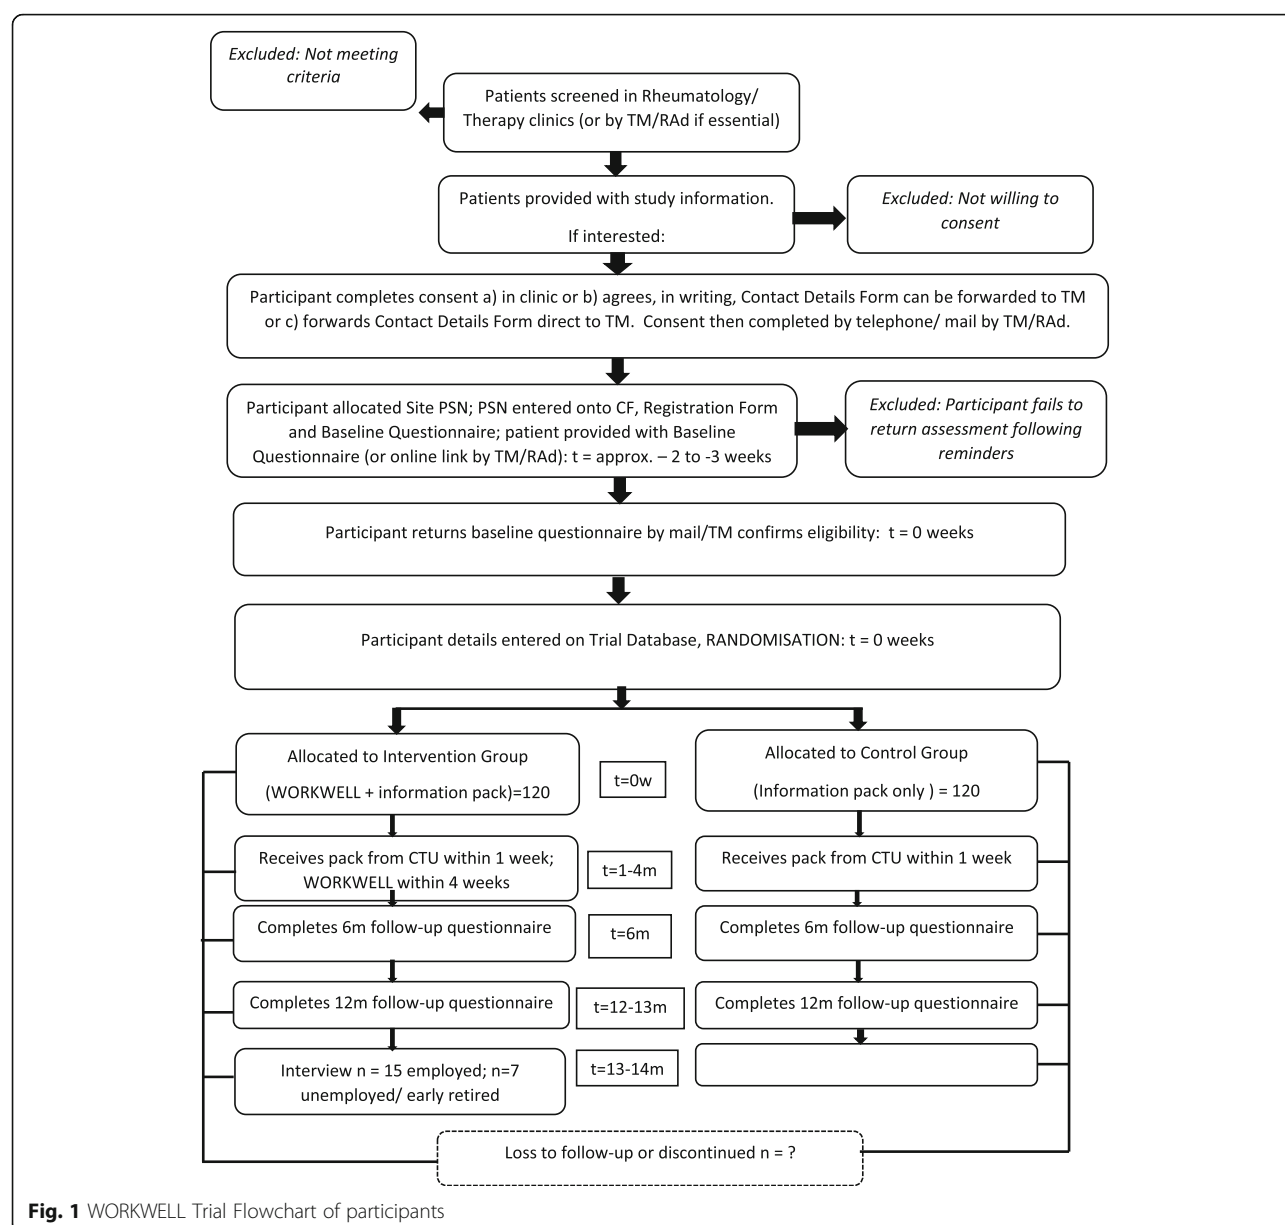 Excluded: Not meeting
criteria
Patients screened in Rheumatology/
Therapy clinics (or by TM/RAd if essential)
Patients provided with study information.
If interested:
Excluded: Not willing to
consent
Participant completes consent a) in clinic or b) agrees, in writing, Contact Details Form can be forwarded to TM
or c) forwards Contact Details Form direct to TM.  Consent then completed by telephone/ mail by TM/RAd.
Participant allocated Site PSN; PSN entered onto CF, Registration Form
and Baseline Questionnaire; patient provided with Baseline
Questionnaire (or online link by TM/RAd): t = approx. – 2 to -3 weeks
Excluded: Participant fails to
return assessment following
reminders
Participant returns baseline questionnaire by mail/TM confirms eligibility:  t = 0 weeks
Participant details entered on Trial Database, RANDOMISATION: t = 0 weeks
Allocated to Intervention Group
(WORKWELL + information pack)=120
t=0w
Allocated to Control Group
(Information pack only ) = 120
Receives pack from CTU within 1 week;
WORKWELL within 4 weeks
t=1-4m
Receives pack from CTU within 1 week
Completes 6m follow-up questionnaire
t=6m
Completes 6m follow-up questionnaire
Completes 12m follow-up questionnaire
t=12-13m
Completes 12m follow-up questionnaire
Interview n = 15 employed; n=7
unemployed/ early retired
t=13-14m
Loss to follow-up or discontinued n = ?
Fig. 1 WORKWELL Trial Flowchart of participants